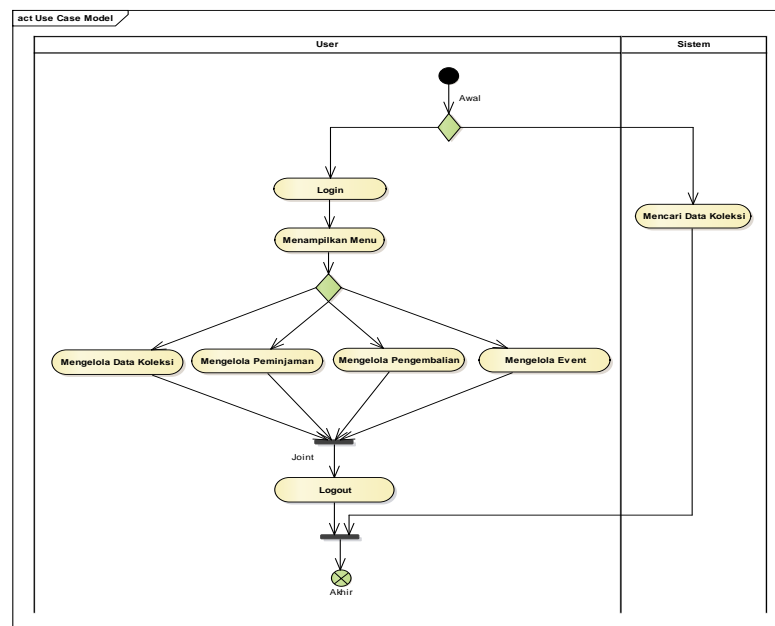 act Use Case Model
User
Sistem
Awal
Login
Mencari Data Koleksi
Menampilkan Menu
Mengelola Data Koleksi
Mengelola Peminjaman
Mengelola Pengembalian
Mengelola Event
Joint
Logout
Akhir